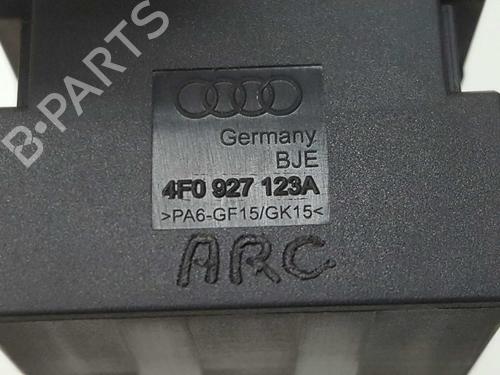 B-PARTS
Germany
BJE
4F0 927 123A
>PA6-GF15/GK15<
ARC